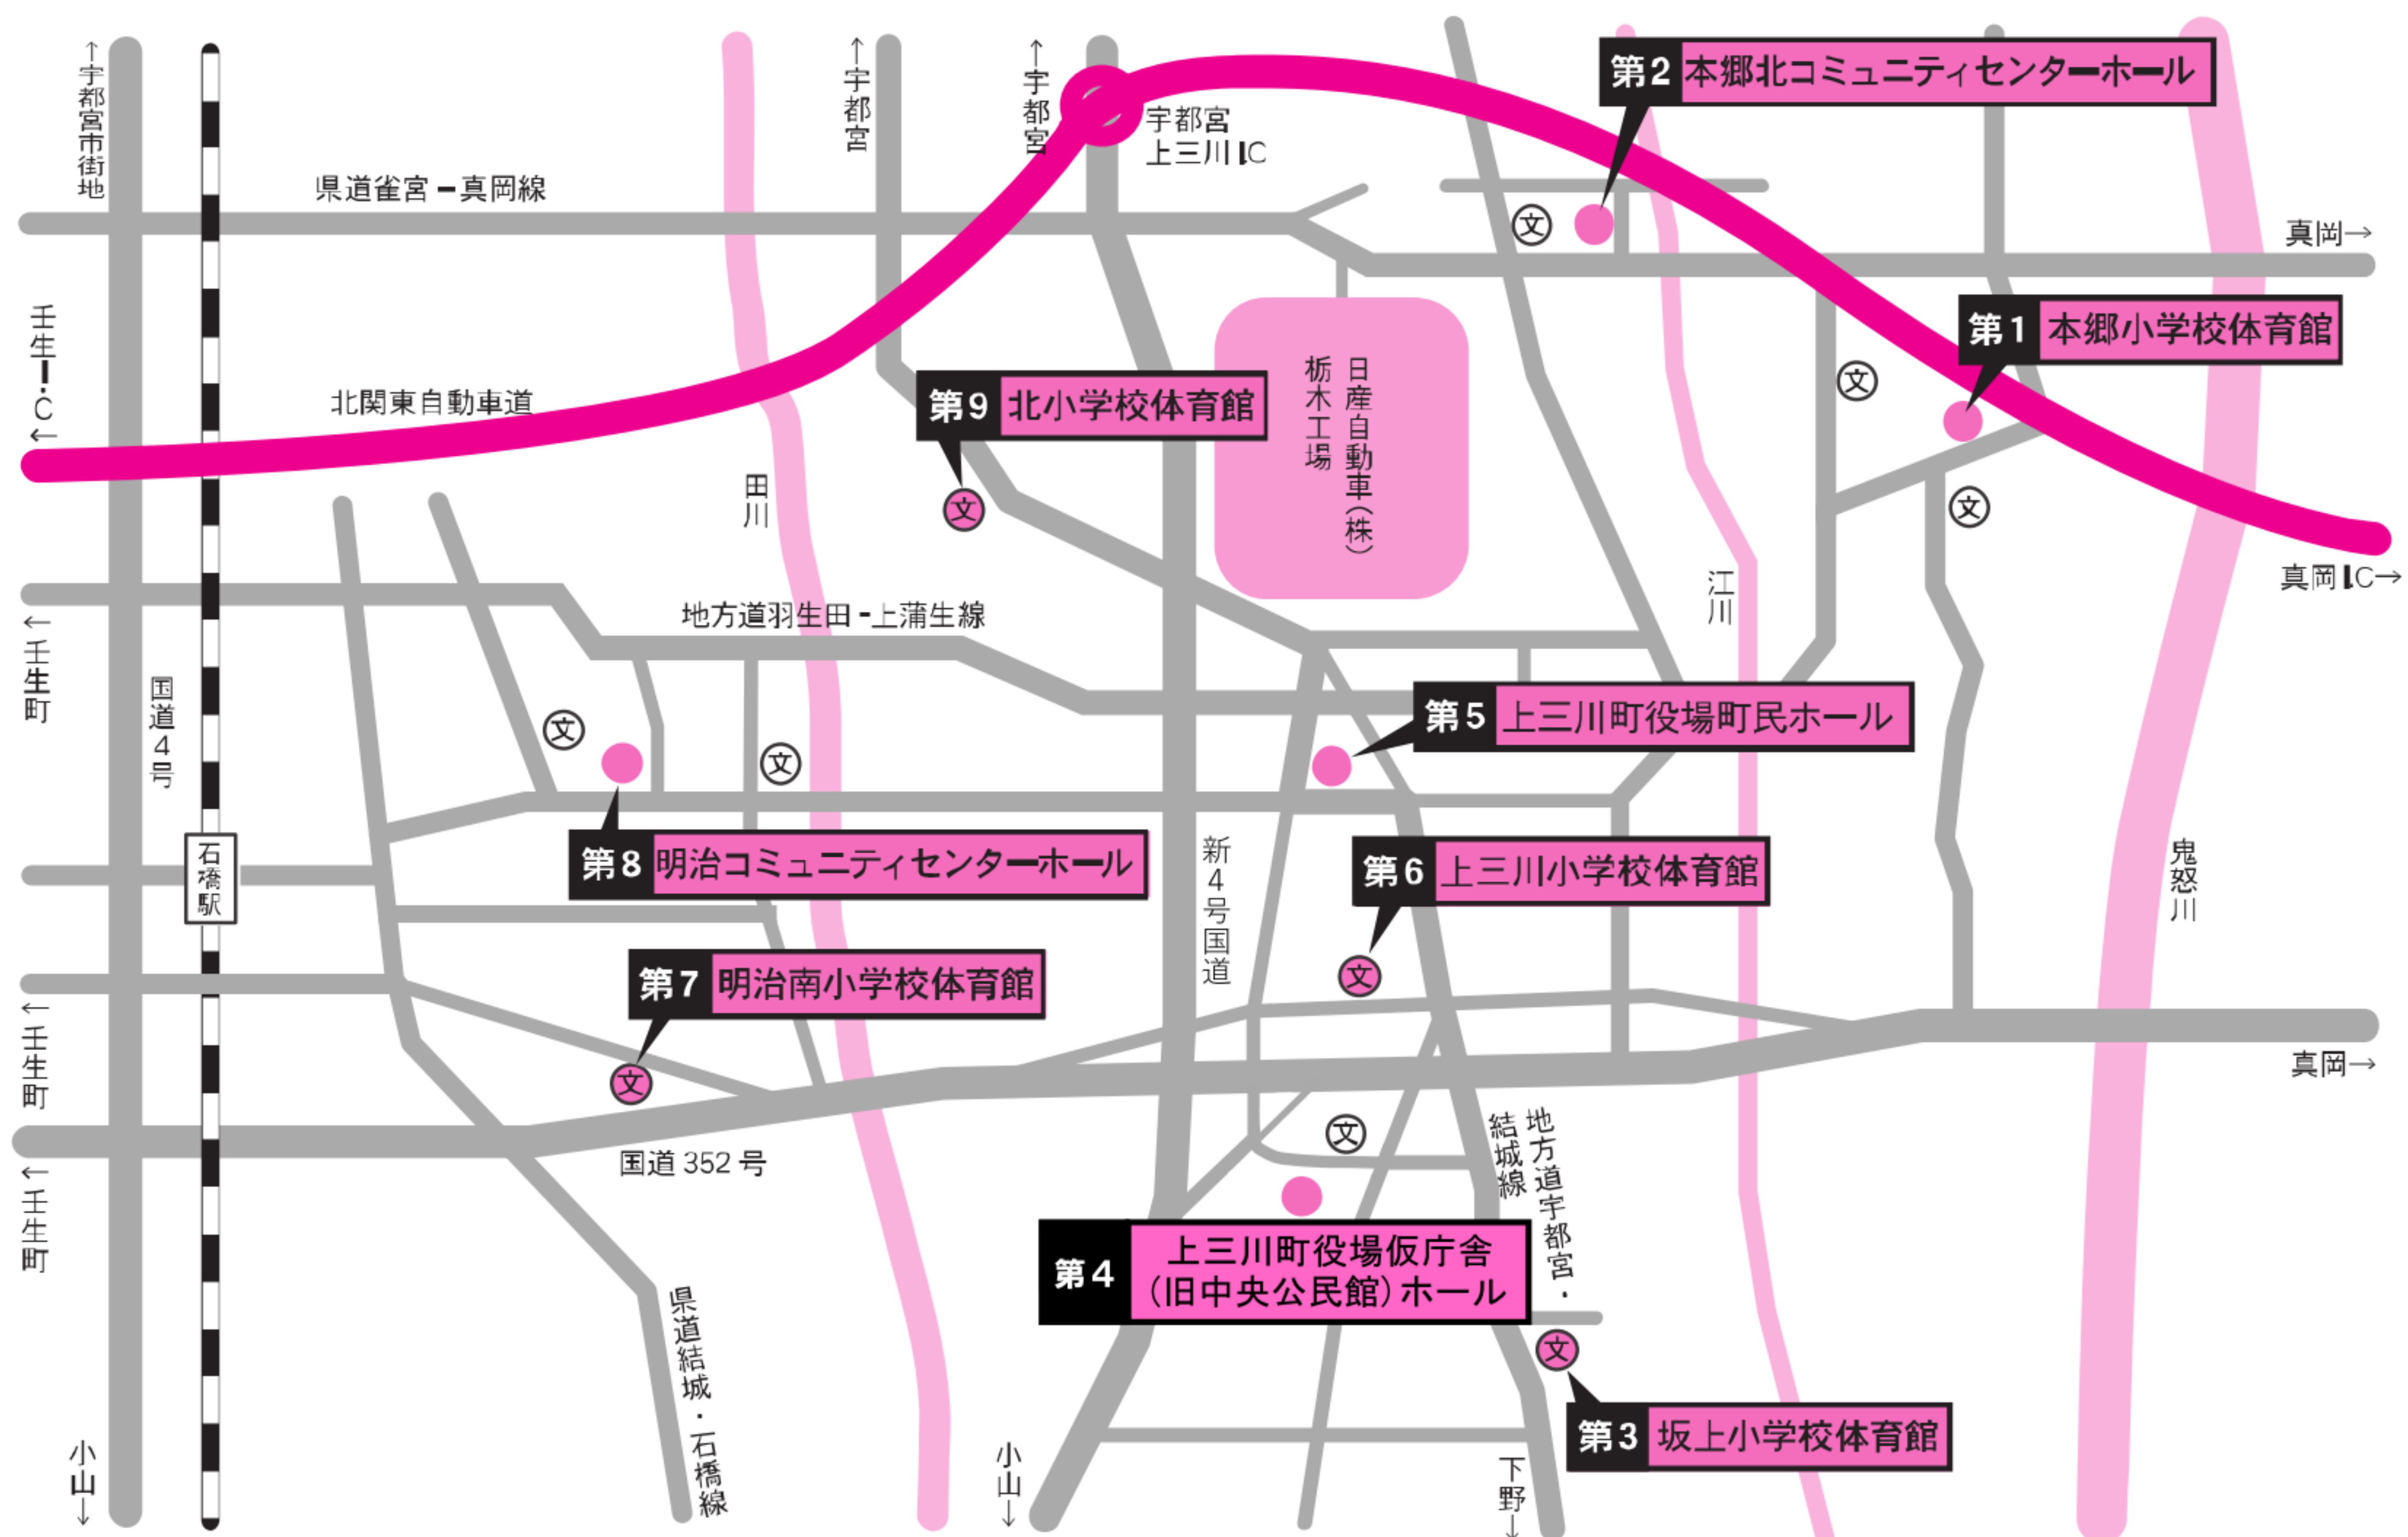 ↑宇都宮市街地
↑宇都宮
↑宇都宮
宇都宮
上三川I.C
第2 本郷北コミュニティセンターホール
県道雀宮-真岡線
文
真岡→
壬生I.C←
北関東自動車道
第9 北小学校体育館
文
日産自動車(株)
栃木工場
第1 本郷小学校体育館
文
文
田川
江川
真岡I.C→
←壬生町
国道4号
地方道羽生田-上蒲生線
文
文
第5 上三川町役場町民ホール
石橋駅
第8 明治コミュニティセンターホール
新4号国道
第6 上三川小学校体育館
文
鬼怒川
第7 明治南小学校体育館
文
←壬生町
真岡→
←壬生町
国道352号
文
地方道宇都宮・
結城線
第4 上三川町役場仮庁舎
(旧中央公民館)ホール
県道結城・石橋線
文
第3 坂上小学校体育館
小山↓
小山↓
下野↓